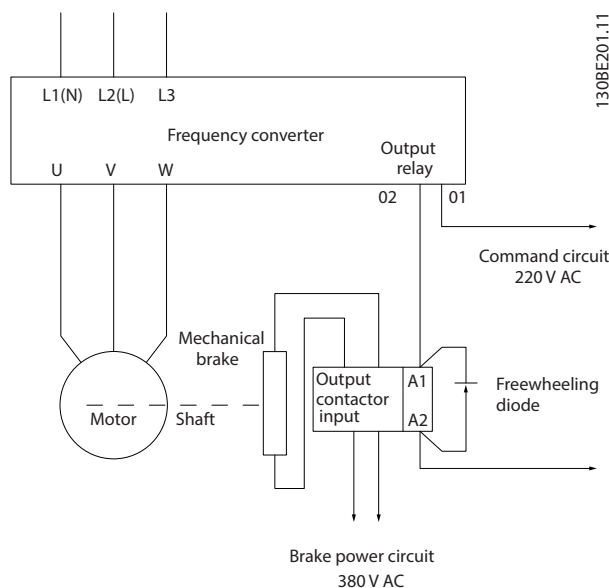 130BE201.11
L1(N) L2(L) L3
Frequency converter
U V W
Output
relay
02 01
Command circuit
220 V AC
Mechanical
brake
Output
contactor
input
A1
A2
Freewheeling
diode
Motor Shaft
Brake power circuit
380 V AC